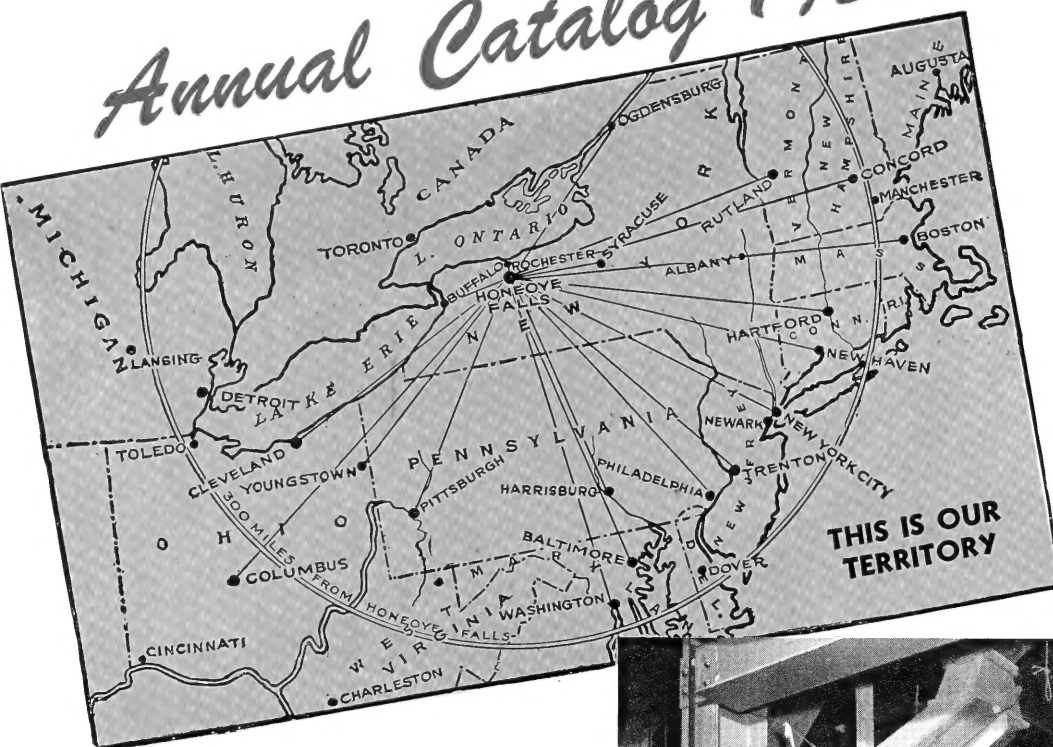 Annual Catalog
AUGUSTA
MAINE
NEW HAMPSHIRE
VERMONT
OGDENSBURG
CANADA
L. HURON
MICHIGAN
CONCORD
MANCHESTER
RUTLAND
SYRACUSE
L. ONTARIO
TORONTO
BOSTON
ALBANY
MASS
ROCHESTER
BUFFALO
HONEOYE
FALLS
NEW YORK
R.I.
CONN.
HARTFORD
NEW HAVEN
LANSING
DETROIT
LAKE ERIE
NEWARK
NEW YORK CITY
NEW JERSEY
TOLEDO
CLEVELAND
YOUNGSTOWN
PENNSYLVANIA
PITTSBURGH
HARRISBURG
PHILADELPHIA
TRENTON
OHIO
THIS IS OUR
TERRITORY
BALTIMORE
DOVER
DEL.
COLUMBUS
WASHINGTON
WEST
VIRGINIA
300 MILES FROM HONEOYE FALLS
CINCINNATI
CHARLESTON